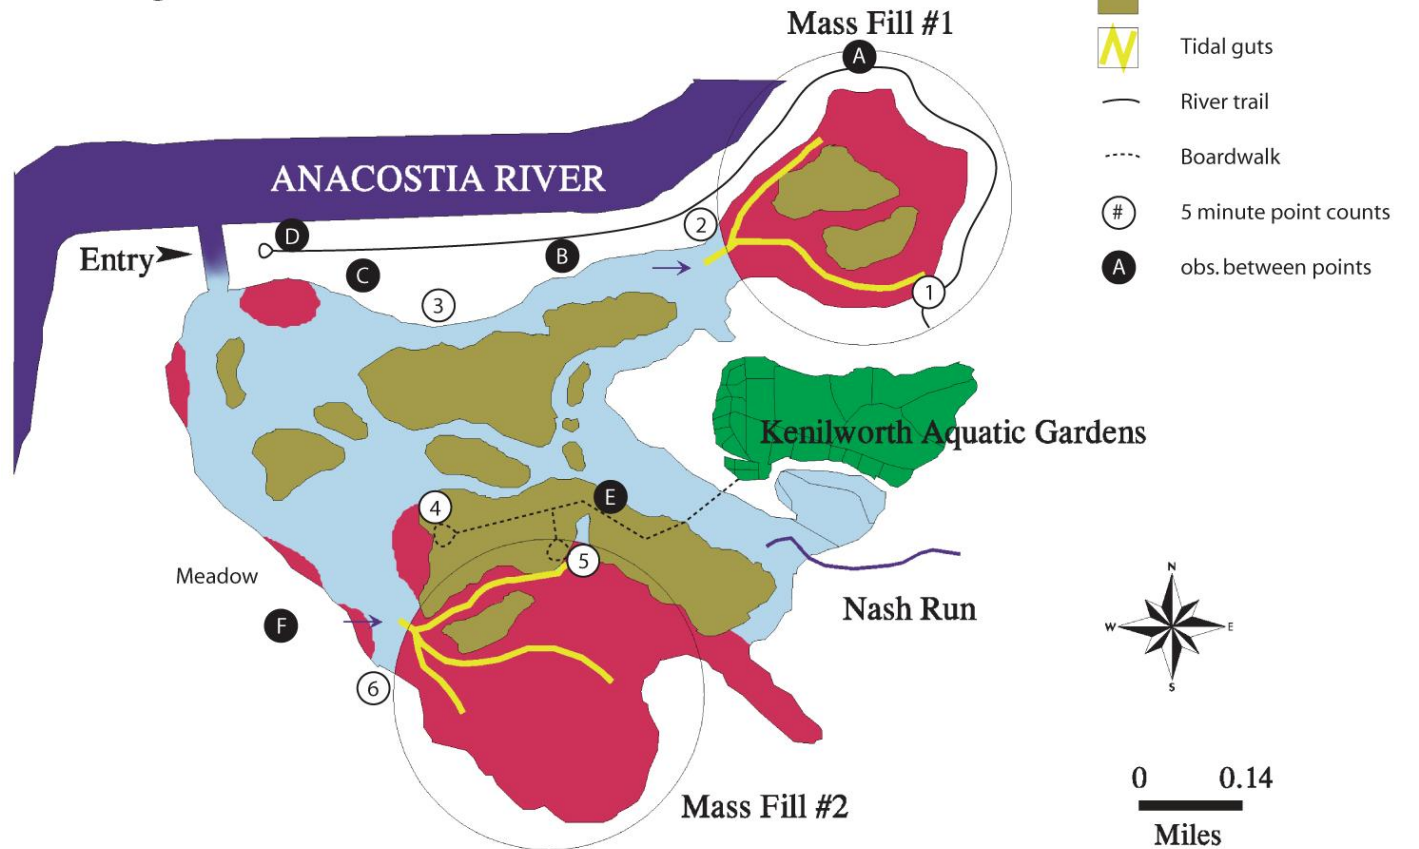 Mass Fill #1
A
Tidal guts
River trail
Boardwalk
# 5 minute point counts
A obs. between points
ANACOSTIA RIVER
2
D
B
Entry
C
3
1
Kenilworth Aquatic Gardens
4
E
5
Meadow
F
Nash Run
6
Mass Fill #2
N
W E
S
0 0.14
Miles